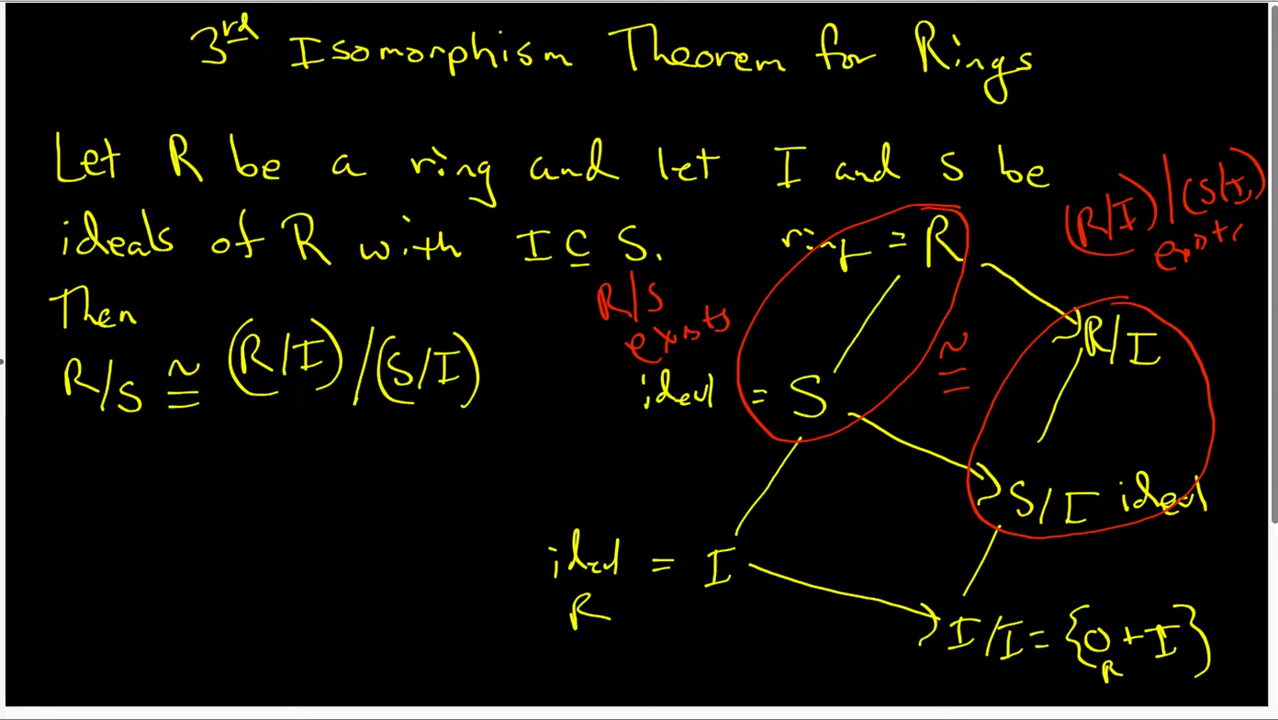 3rd Isomorphism Theorem for Rings
Let R be a ring and let I and S be
ideals of R with I ⊆ S.
Then
R/S ≅ (R/I)/(S/I)
R/S
exists
ring = R
(R/I)/(S/I)
exists
R/I
≅
ideal = S
S/I ideal
ideal = I
R
I/I = {0_R + I}